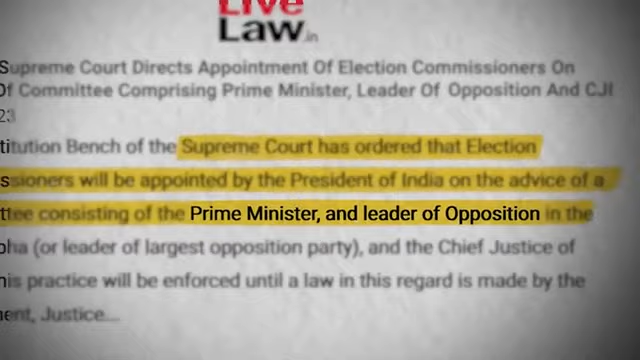 Live
Law.in
Supreme Court Directs Appointment Of Election Commissioners On
Of Committee Comprising Prime Minister, Leader Of Opposition And CJI
23
titution Bench of the Supreme Court has ordered that Election
ssioners will be appointed by the President of India on the advice of a
ttee consisting of the Prime Minister, and leader of Opposition in the
bha (or leader of largest opposition party), and the Chief Justice of
his practice will be enforced until a law in this regard is made by the
ment, Justice...